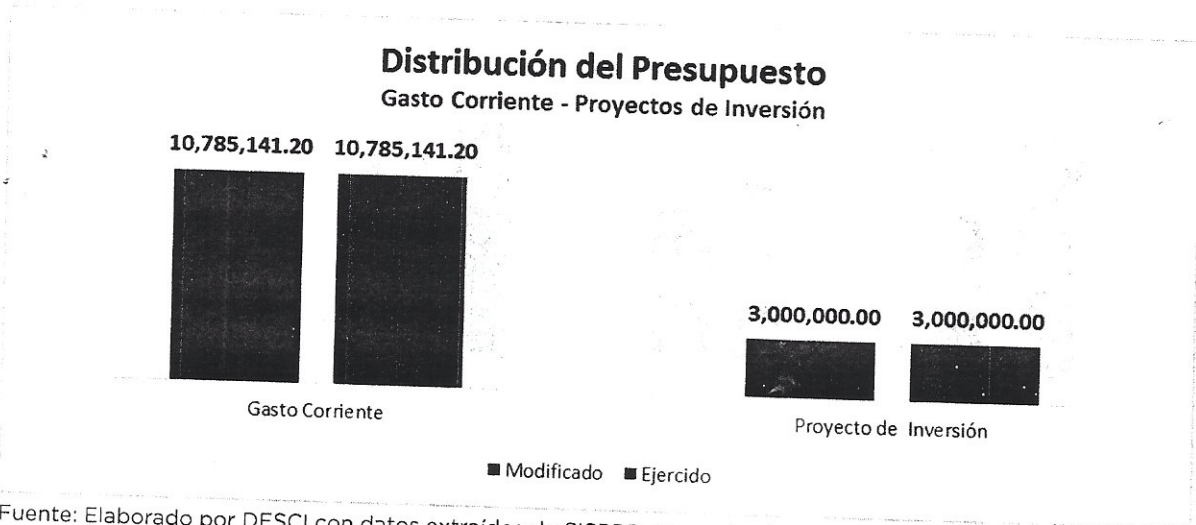 Distribución del Presupuesto
Gasto Corriente - Proyectos de Inversión
10,785,141.20 10,785,141.20
3,000,000.00 3,000,000.00
Gasto Corriente
Proyecto de Inversión
Modificado Ejercido
Fuente: Elaborado por DESCI con datos extraídos